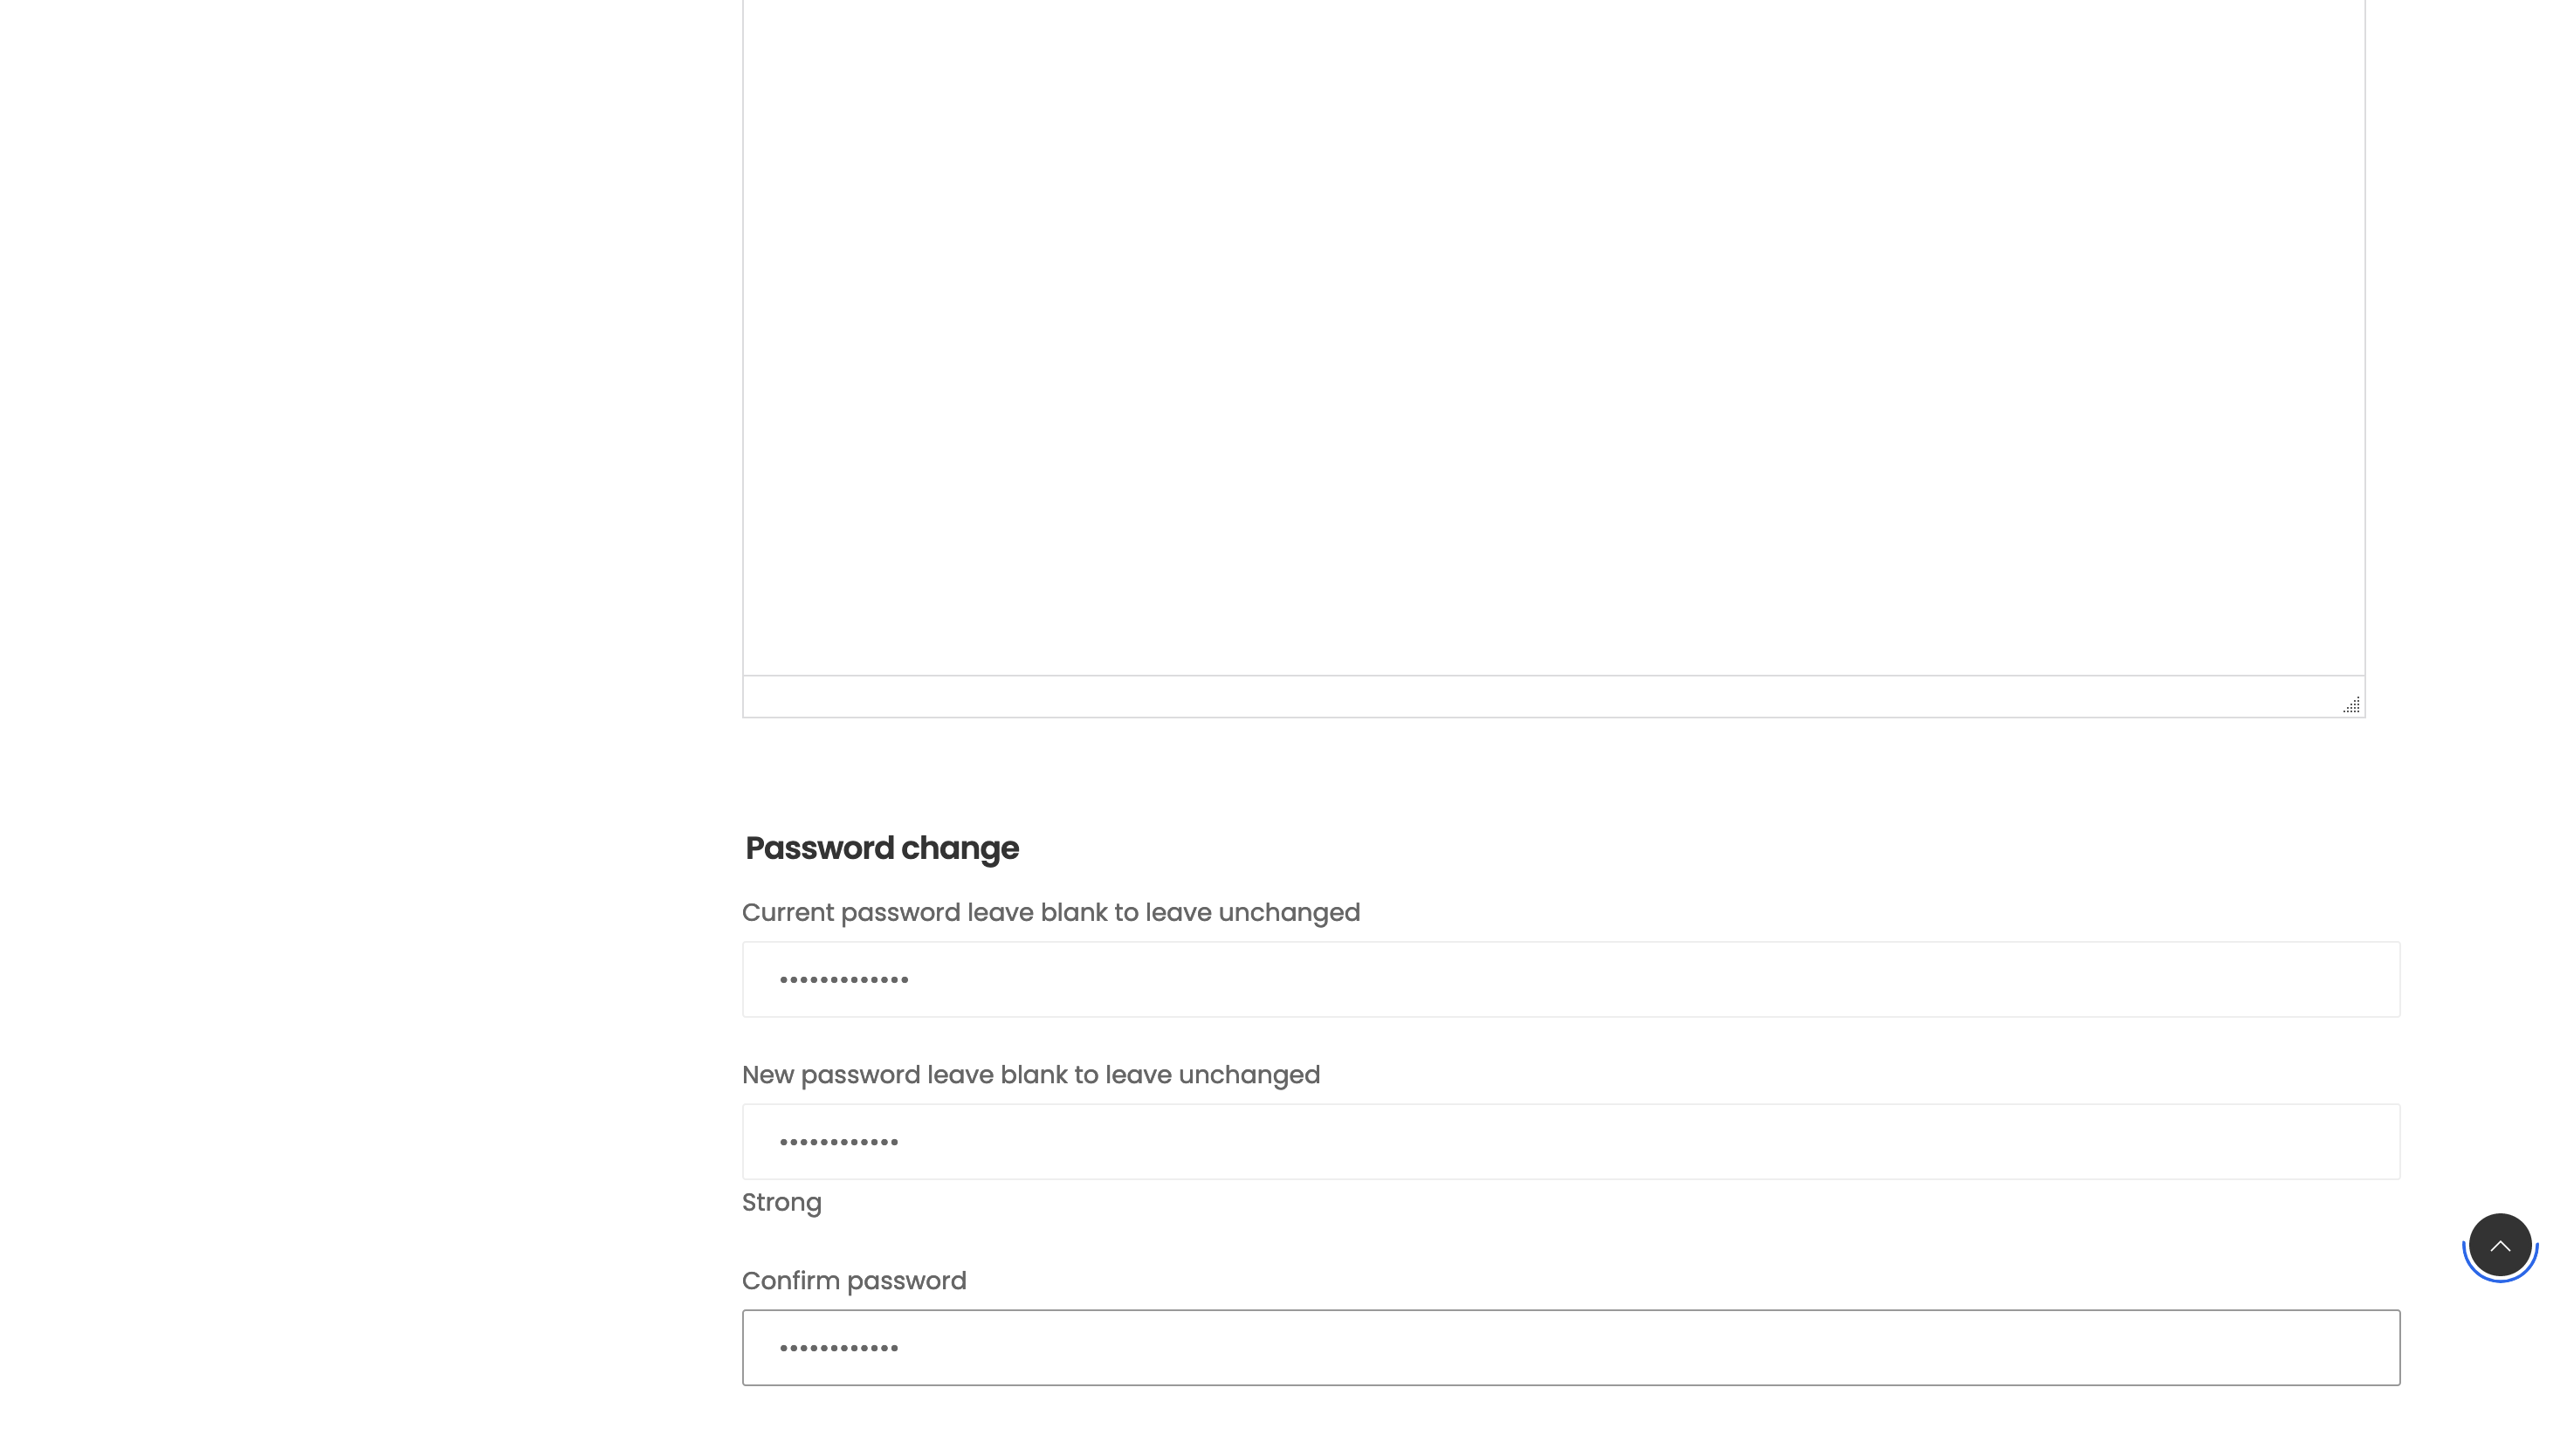 Password change
Current password leave blank to leave unchanged
•••••••••••••
New password leave blank to leave unchanged
••••••••••••
Strong
Confirm password
••••••••••••